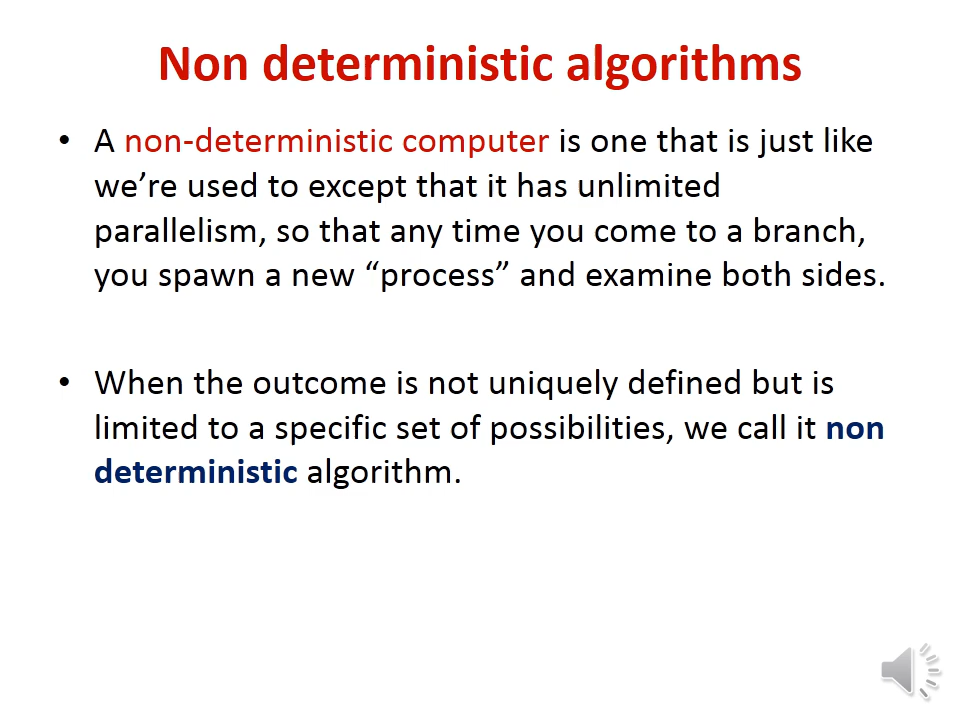 Non deterministic algorithms
• A non-deterministic computer is one that is just like
we’re used to except that it has unlimited
parallelism, so that any time you come to a branch,
you spawn a new “process” and examine both sides.
• When the outcome is not uniquely defined but is
limited to a specific set of possibilities, we call it non
deterministic algorithm.